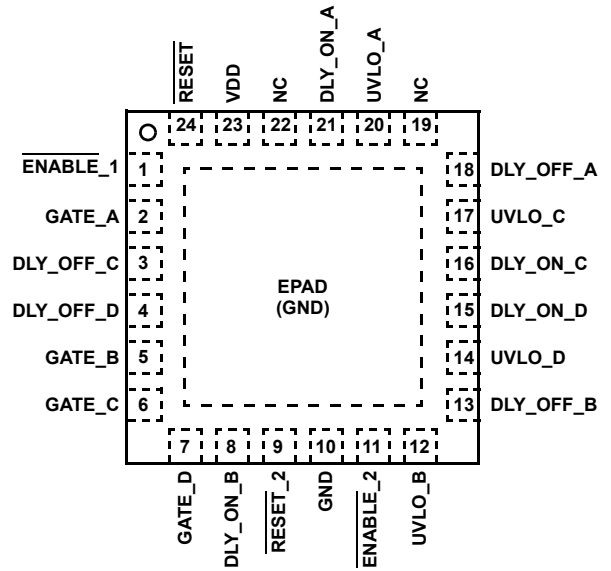 RESET
VDD
NC
DLY_ON_A
UVLO_A
NC
24 23 22 21 20 19
ENABLE_1 1
GATE_A 2
DLY_OFF_C 3
DLY_OFF_D 4
GATE_B 5
GATE_C 6
EPAD
(GND)
18 DLY_OFF_A
17 UVLO_C
16 DLY_ON_C
15 DLY_ON_D
14 UVLO_D
13 DLY_OFF_B
7 8 9 10 11 12
GATE_D
DLY_ON_B
RESET_2
GND
ENABLE_2
UVLO_B